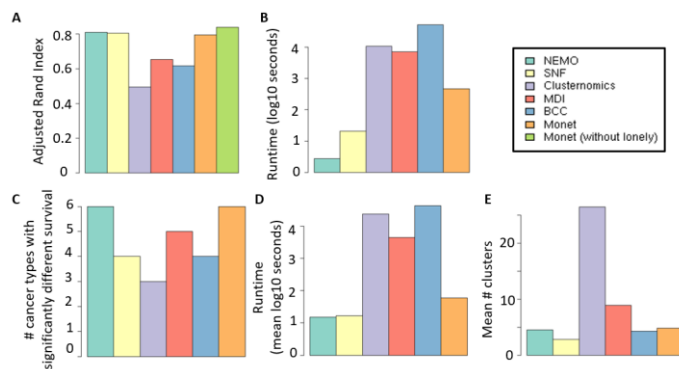 A
Adjusted Rand Index
0.8
0.6
0.4
0.2
0
B
Runtime (log10 seconds)
4
3
2
1
0
NEMO
SNF
Clusternomics
MDI
BCC
Monet
Monet (without lonely)
C
# cancer types with
significantly different survival
6
5
4
3
2
1
0
D
Runtime
(mean log10 seconds)
4
3
2
1
0
E
Mean # clusters
20
10
5
0